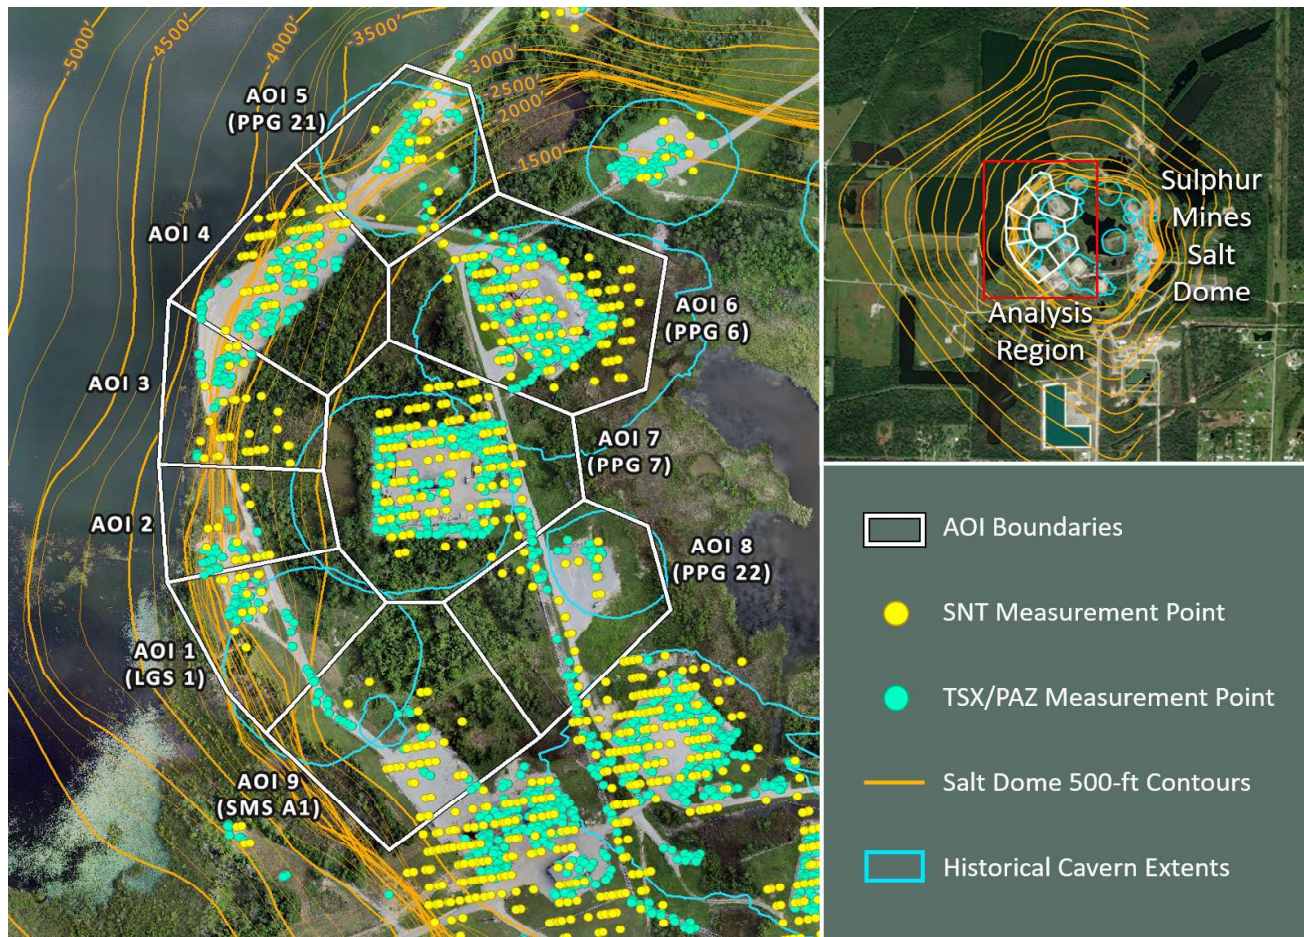 -5000'
-4500'
-4000'
-3500'
-3000'
-2500'
-2000'
-1500'
AOI 5
(PPG 21)
AOI 4
AOI 3
AOI 2
AOI 1
(LGS 1)
AOI 9
(SMS A1)
AOI 6
(PPG 6)
AOI 7
(PPG 7)
AOI 8
(PPG 22)
Sulphur
Mines
Salt
Dome
Analysis
Region
AOI Boundaries
SNT Measurement Point
TSX/PAZ Measurement Point
Salt Dome 500-ft Contours
Historical Cavern Extents